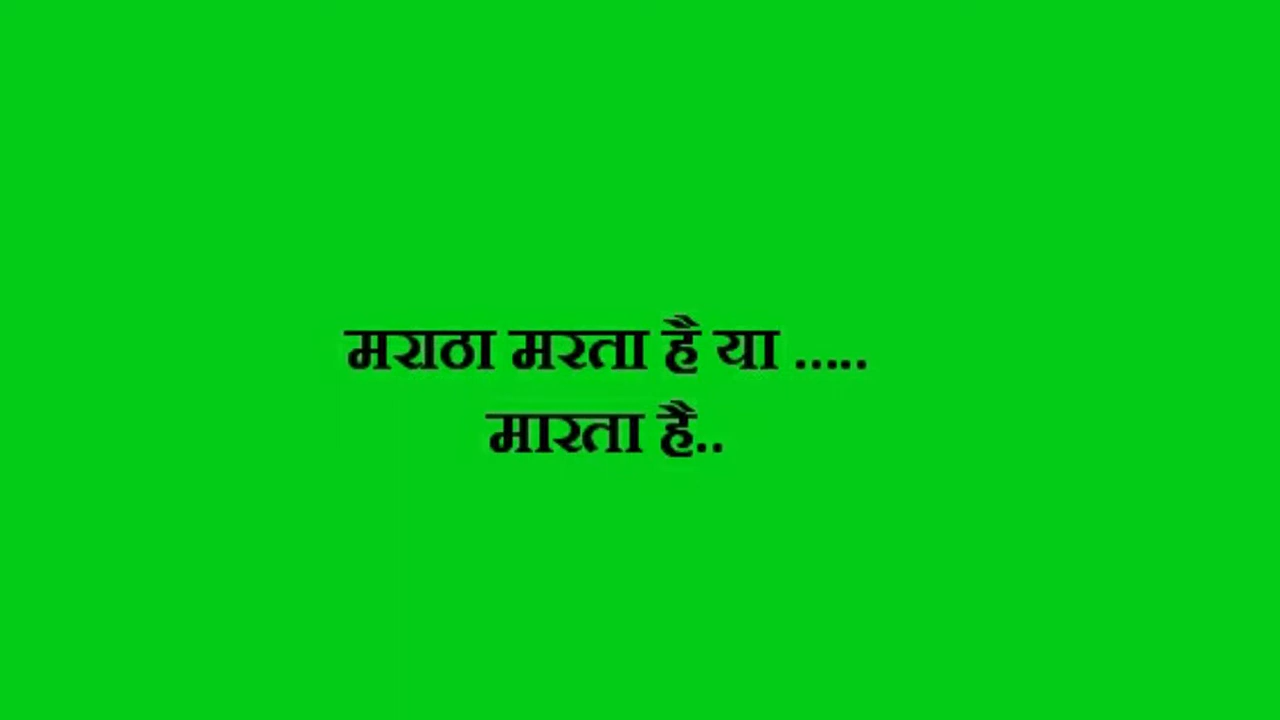 मराठा मरता है या .....
मारता है..